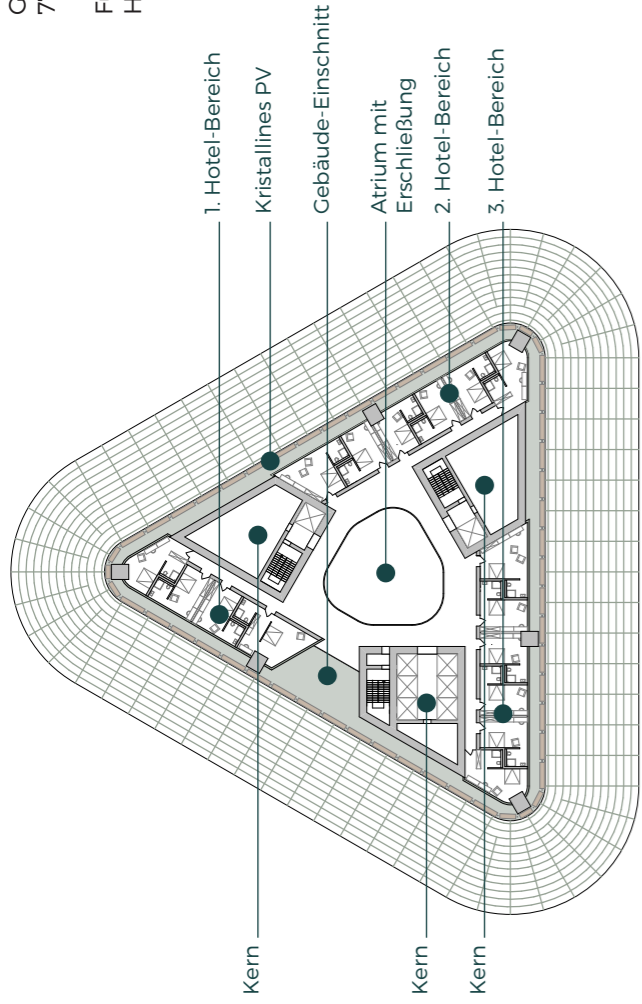 G
7
F
H
1. Hotel-Bereich
Kristallines PV
Gebäude-Einschnitt
Atrium mit
Erschließung
2. Hotel-Bereich
3. Hotel-Bereich
Kern
Kern
Kern